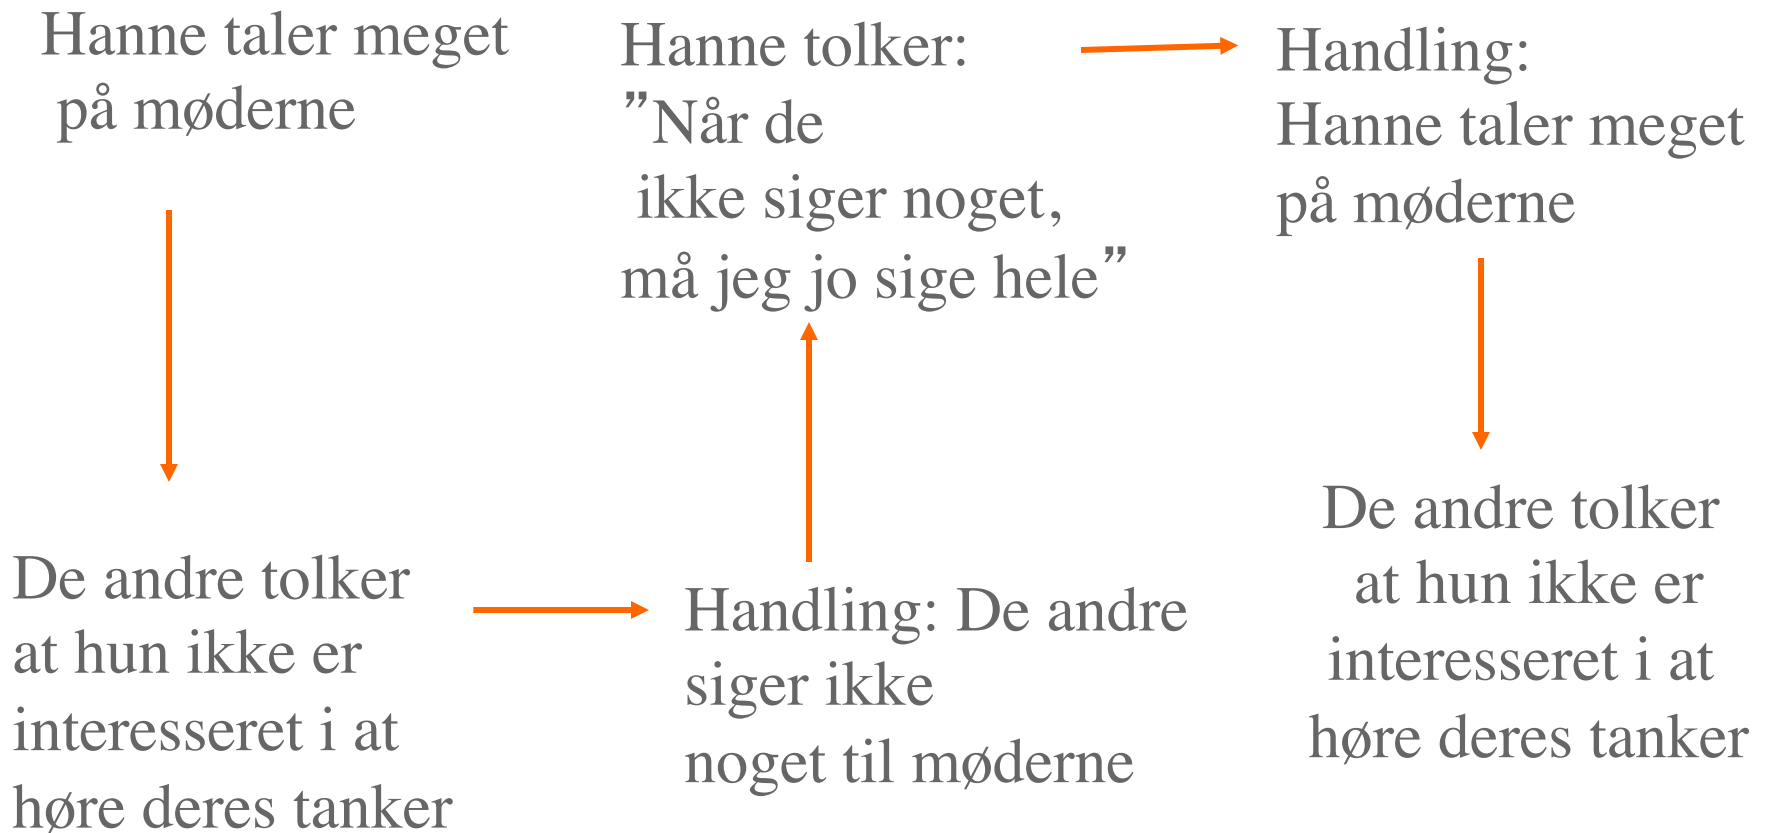 Hanne taler meget
på møderne
De andre tolker
at hun ikke er
interesseret i at
høre deres tanker
Handling: De andre
siger ikke
noget til møderne
Hanne tolker:
”Når de
ikke siger noget,
må jeg jo sige hele”
Handling:
Hanne taler meget
på møderne
De andre tolker
at hun ikke er
interesseret i at
høre deres tanker